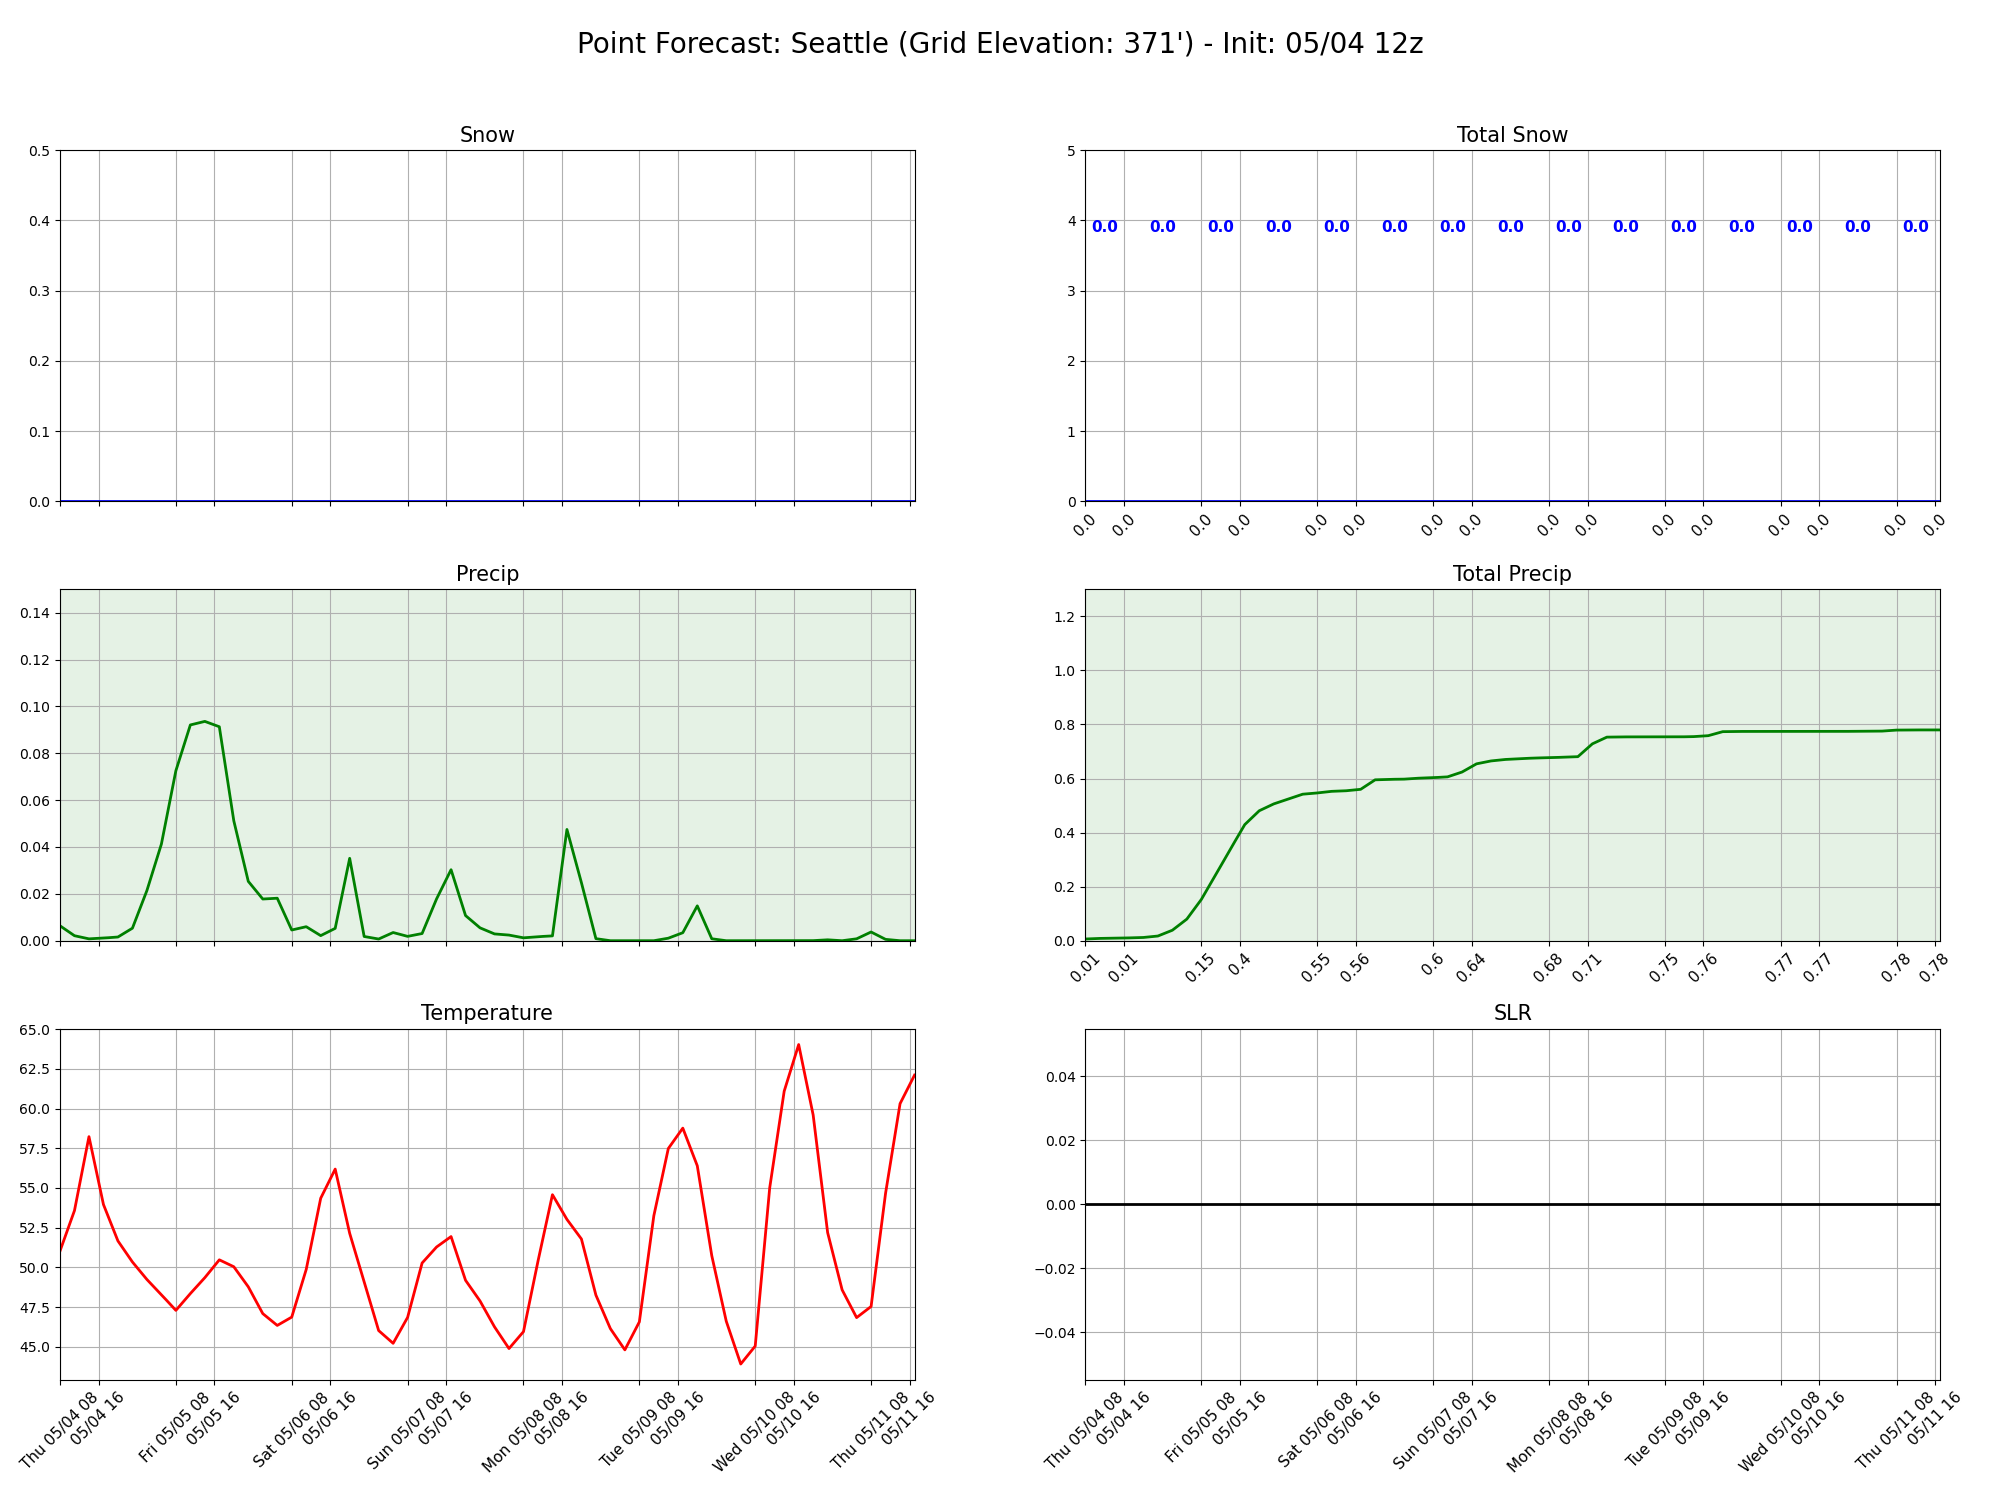 Point Forecast: Seattle (Grid Elevation: 371') - Init: 05/04 12z
Snow
0.5
0.4
0.3
0.2
0.1
0.0
Total Snow
5
4
3
2
1
0
0.0 0.0 0.0 0.0 0.0 0.0 0.0 0.0 0.0 0.0 0.0 0.0 0.0 0.0 0.0
0.0 0.0 0.0 0.0 0.0 0.0 0.0 0.0 0.0 0.0 0.0 0.0 0.0 0.0 0.0 0.0
Precip
0.14
0.12
0.10
0.08
0.06
0.04
0.02
0.00
Total Precip
1.2
1.0
0.8
0.6
0.4
0.2
0.0
0.01 0.01 0.15 0.4 0.55 0.56 0.6 0.64 0.68 0.71 0.75 0.76 0.77 0.77 0.78 0.78
Temperature
65.0
62.5
60.0
57.5
55.0
52.5
50.0
47.5
45.0
Thu 05/04 08
05/04 16
Fri 05/05 08
05/05 16
Sat 05/06 08
05/06 16
Sun 05/07 08
05/07 16
Mon 05/08 08
05/08 16
Tue 05/09 08
05/09 16
Wed 05/10 08
05/10 16
Thu 05/11 08
05/11 16
SLR
0.04
0.02
0.00
−0.02
−0.04
Thu 05/04 08
05/04 16
Fri 05/05 08
05/05 16
Sat 05/06 08
05/06 16
Sun 05/07 08
05/07 16
Mon 05/08 08
05/08 16
Tue 05/09 08
05/09 16
Wed 05/10 08
05/10 16
Thu 05/11 08
05/11 16